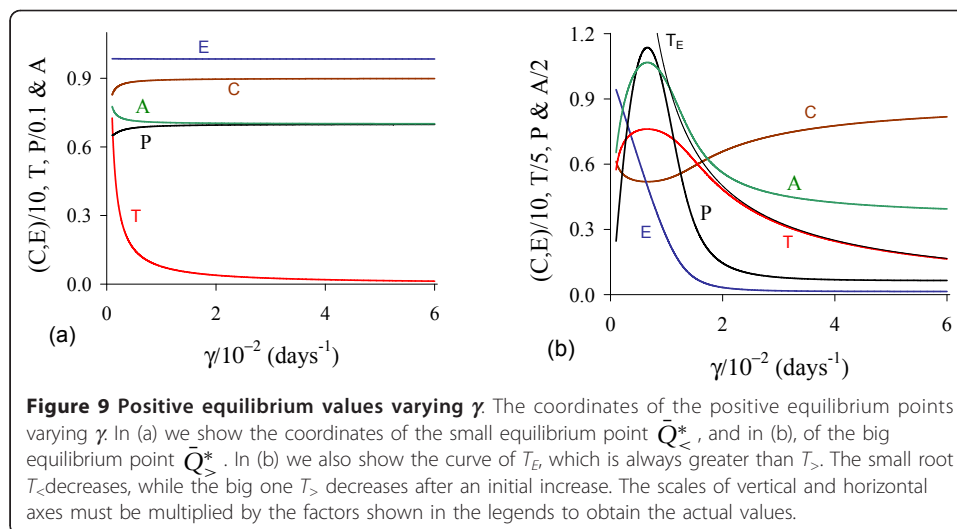 (C,E)/10, T, P/0.1 & A
0.9
0.6
0.3
0.0
E
C
A
P
T
0
2
4
6
(a)
γ/10⁻² (days⁻¹)
(C,E)/10, T/5, P & A/2
1.2
0.9
0.6
0.3
0.0
T_E
C
A
P
E
T
0
2
4
6
(b)
γ/10⁻² (days⁻¹)
Figure 9 Positive equilibrium values varying γ. The coordinates of the positive equilibrium points
varying γ. In (a) we show the coordinates of the small equilibrium point Q̄*_<, and in (b), of the big
equilibrium point Q̄*_>. In (b) we also show the curve of T_E, which is always greater than T_>. The small root
T_<decreases, while the big one T_> decreases after an initial increase. The scales of vertical and horizontal
axes must be multiplied by the factors shown in the legends to obtain the actual values.